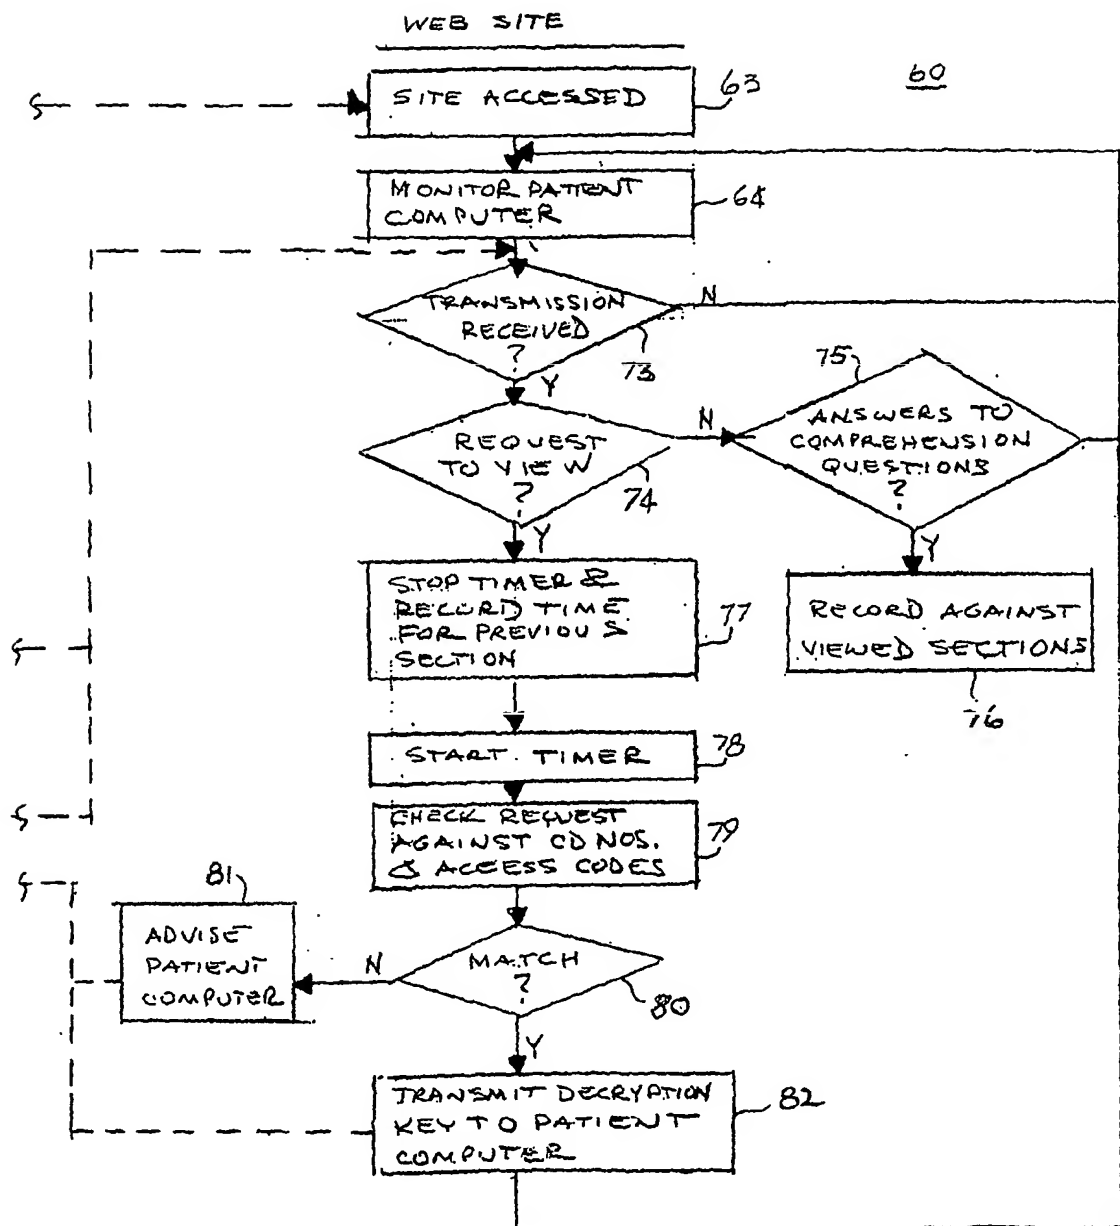 WEB SITE
60
SITE ACCESSED
63
MONITOR PATIENT
COMPUTER
64
TRANSMISSION
RECEIVED
?
N
73
Y
REQUEST
TO VIEW
?
N
74
Y
75
ANSWERS TO
COMPREHENSION
QUESTIONS
?
Y
RECORD AGAINST
VIEWED SECTIONS
76
STOP TIMER &
RECORD TIME
FOR PREVIOUS
SECTION
77
START TIMER
78
CHECK REQUEST
AGAINST CD NOS.
& ACCESS CODES
79
MATCH
?
N
80
Y
81
ADVISE
PATIENT
COMPUTER
TRANSMIT DECRYPTION
KEY TO PATIENT
COMPUTER
82